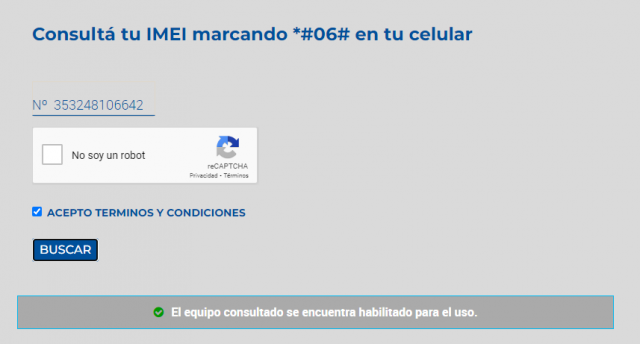 Consultá tu IMEI marcando *#06# en tu celular
Nº 353248106642
No soy un robot
reCAPTCHA
Privacidad - Términos
ACEPTO TERMINOS Y CONDICIONES
BUSCAR
El equipo consultado se encuentra habilitado para el uso.